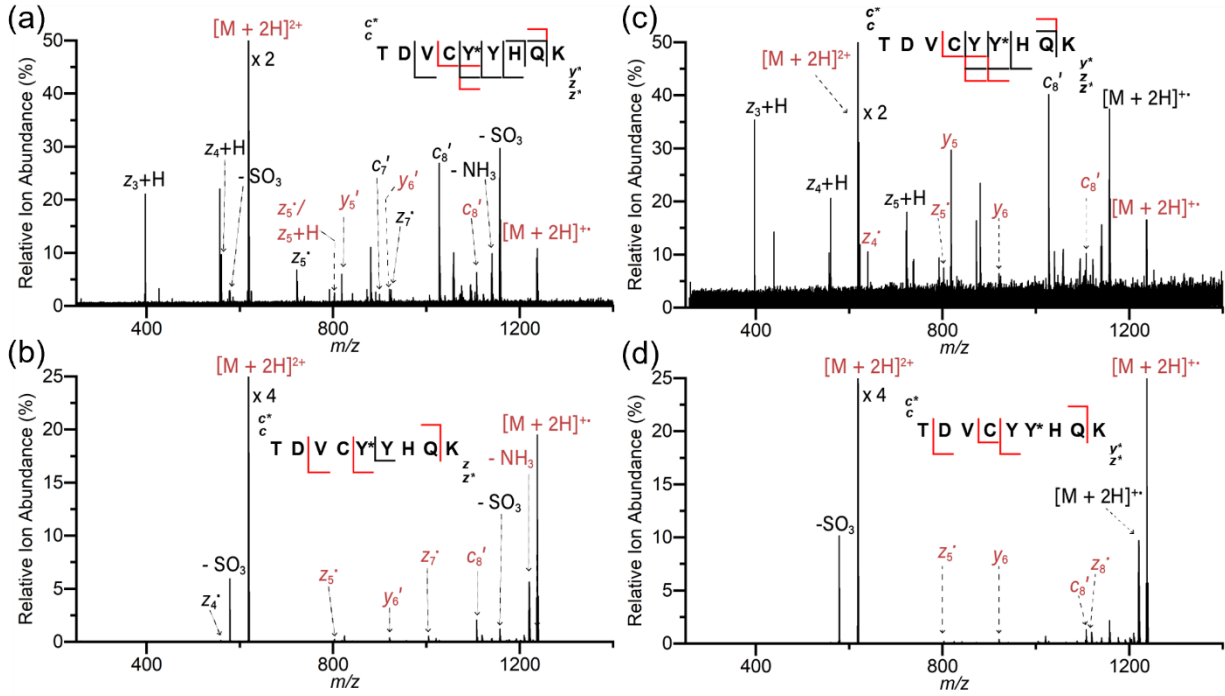 (a)
[M + 2H]²⁺
x 2
c*
c
T D V C Y* Y H Q K
y*
z
z*
Relative Ion Abundance (%)
50
40
30
20
10
0
z₃+H
z₄+H
- SO₃
z₅•/
z₅+H
z₅•
y₅'
c₇'
y₆'
z₇•
c₈'
c₈'
- NH₃
- SO₃
[M + 2H]⁺•
400
800
1200
m/z
(c)
[M + 2H]²⁺
x 2
c*
c
T D V C Y Y* H Q K
y*
z
z*
Relative Ion Abundance (%)
50
40
30
20
10
0
z₃+H
z₄+H
z₄•
z₅+H
z₅•
y₅
y₆
c₈'
c₈'
[M + 2H]⁺•
[M + 2H]⁺•
400
800
1200
m/z
(b)
[M + 2H]²⁺
x 4
c*
c
T D V C Y* Y H Q K
z
z*
Relative Ion Abundance (%)
25
20
15
10
5
0
z₄•
- SO₃
z₅•
y₆'
z₇•
c₈'
- SO₃
- NH₃
[M + 2H]⁺•
400
800
1200
m/z
(d)
[M + 2H]²⁺
x 4
c*
c
T D V C Y Y* H Q K
y*
z*
Relative Ion Abundance (%)
25
20
15
10
5
0
-SO₃
z₅•
y₆
c₈'
z₈•
[M + 2H]⁺•
[M + 2H]⁺•
400
800
1200
m/z